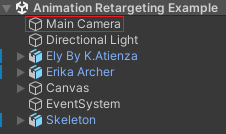 Animation Retargeting Example
Main Camera
Directional Light
Ely By K.Atienza
Erika Archer
Canvas
EventSystem
Skeleton